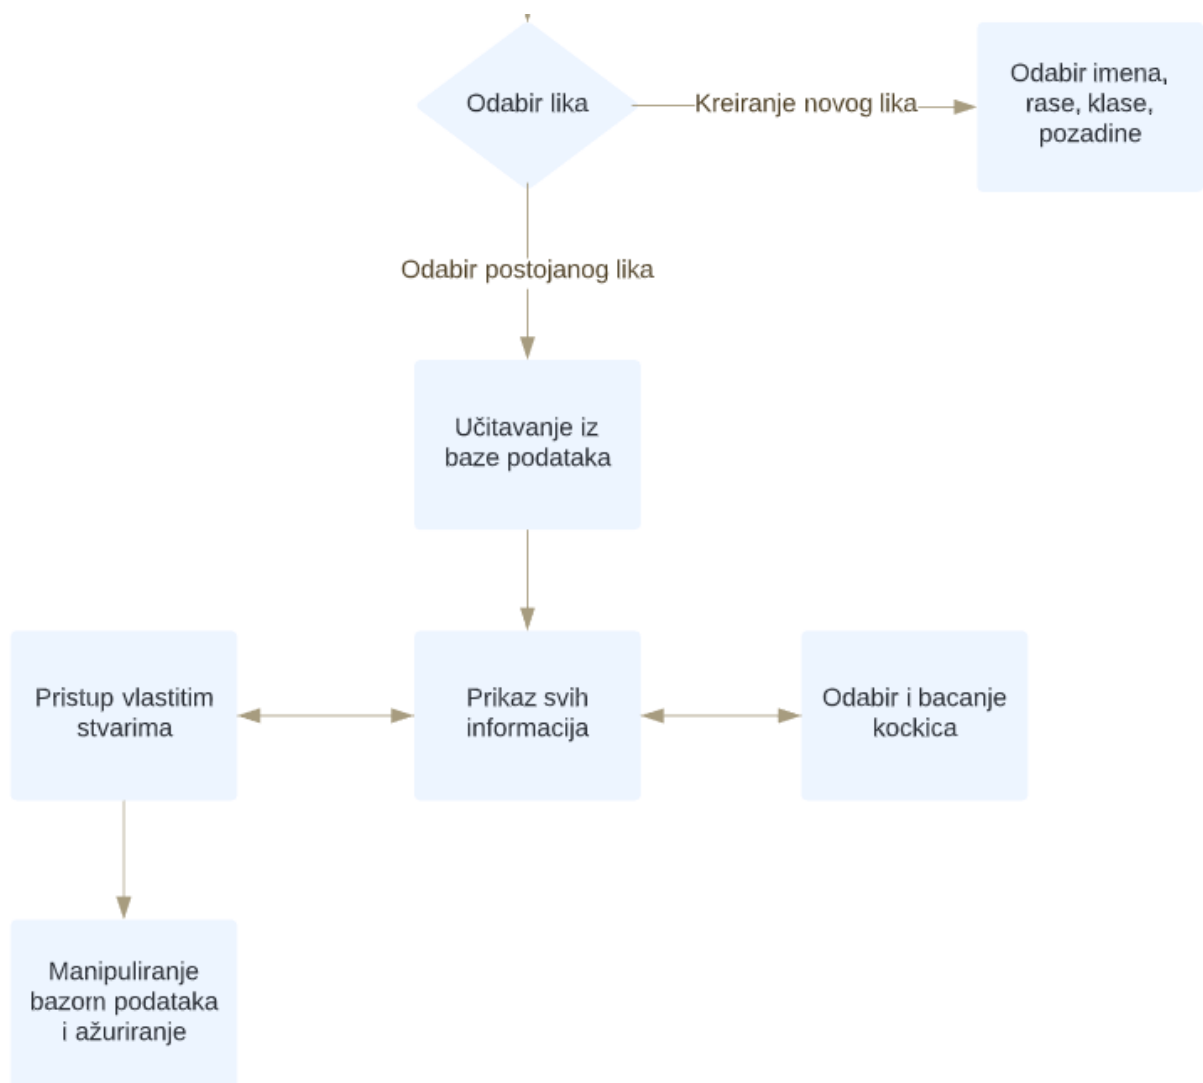 Odabir lika
Kreiranje novog lika
Odabir imena,
rase, klase,
pozadine
Odabir postojanog lika
Učitavanje iz
baze podataka
Pristup vlastitim
stvarima
Prikaz svih
informacija
Odabir i bacanje
kockica
Manipuliranje
bazom podataka
i ažuriranje